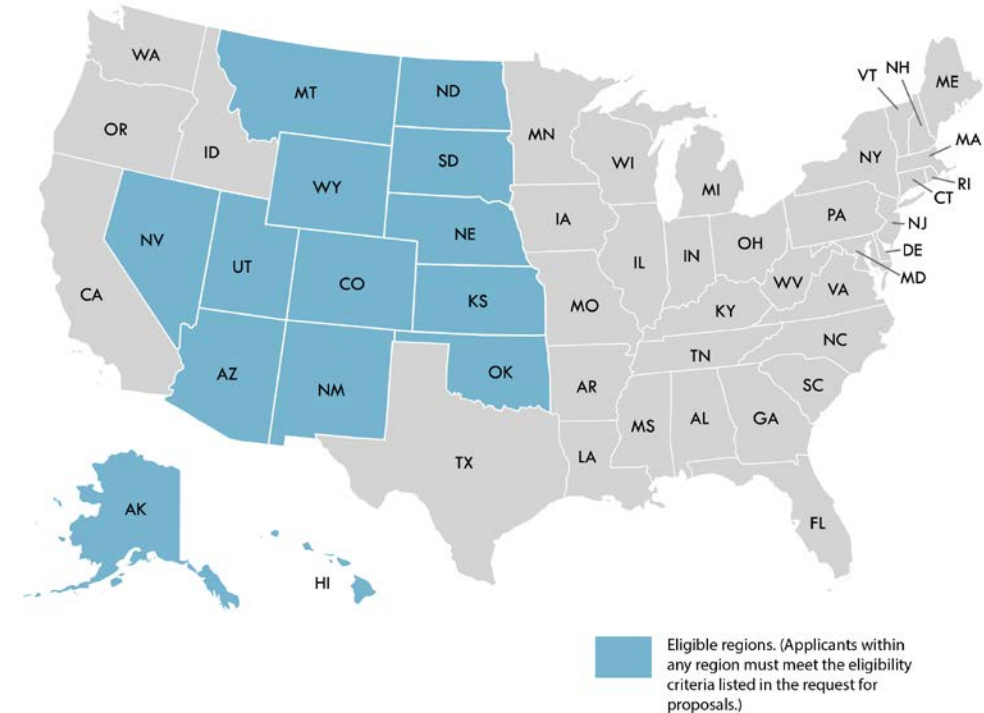 WA
MT
ND
MN
VT
NH
ME
OR
ID
SD
WI
NY
MA
WY
MI
RI
CT
NV
NE
IA
PA
NJ
UT
OH
DE
CO
IL
IN
MD
CA
KS
MO
WV
VA
KY
NC
AZ
OK
TN
NM
AR
SC
MS
AL
GA
TX
LA
AK
FL
HI
Eligible regions. (Applicants within
any region must meet the eligibility
criteria listed in the request for
proposals.)